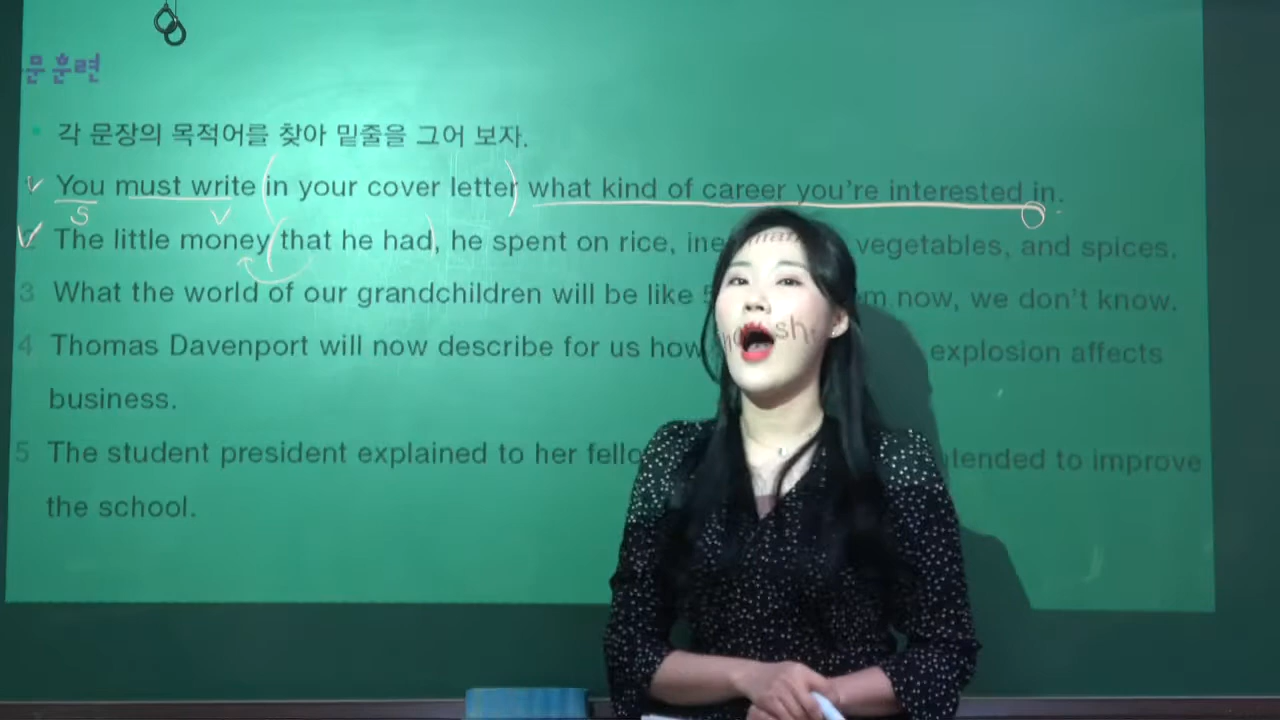 문 훈련
각 문장의 목적어를 찾아 밑줄을 그어 보자.
You must write in your cover letter what kind of career you're interested in.
S V O
The little money that he had, he spent on rice, vegetables, and spices.
3 What the world of our grandchildren will be like now, we don't know.
4 Thomas Davenport will now describe for us how explosion affects
business.
5 The student president explained to her to improve
the school.